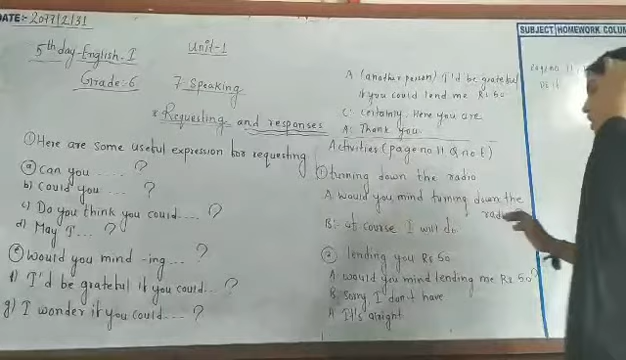 DATE:- 2077/2/31
SUBJECT HOMEWORK COLUM
5th day-English-I
Unit-1
Grade:6
7 Speaking
* Requesting and responses
① Here are some useful expression for requesting
ⓐ Can you .... ?
b) Could you .... ?
c) Do you think you could.... ?
d) May I... ?
ⓔ Would you mind -ing... ?
f) I'd be grateful if you could.. ?
g) I wonder if you could... ?
A (another person) I'd be grateful
if you could lend me Rs 50
C: Certainly. Here you are
A: Thank you.
Activities (page no 11 Q no E)
① turning down the radio
A would you mind turning down the
radio
B:- of course I will do
② lending you Rs 50
A would you mind lending me Rs 50?
B. Sorry, I don't have
A It's alright
Page no 11